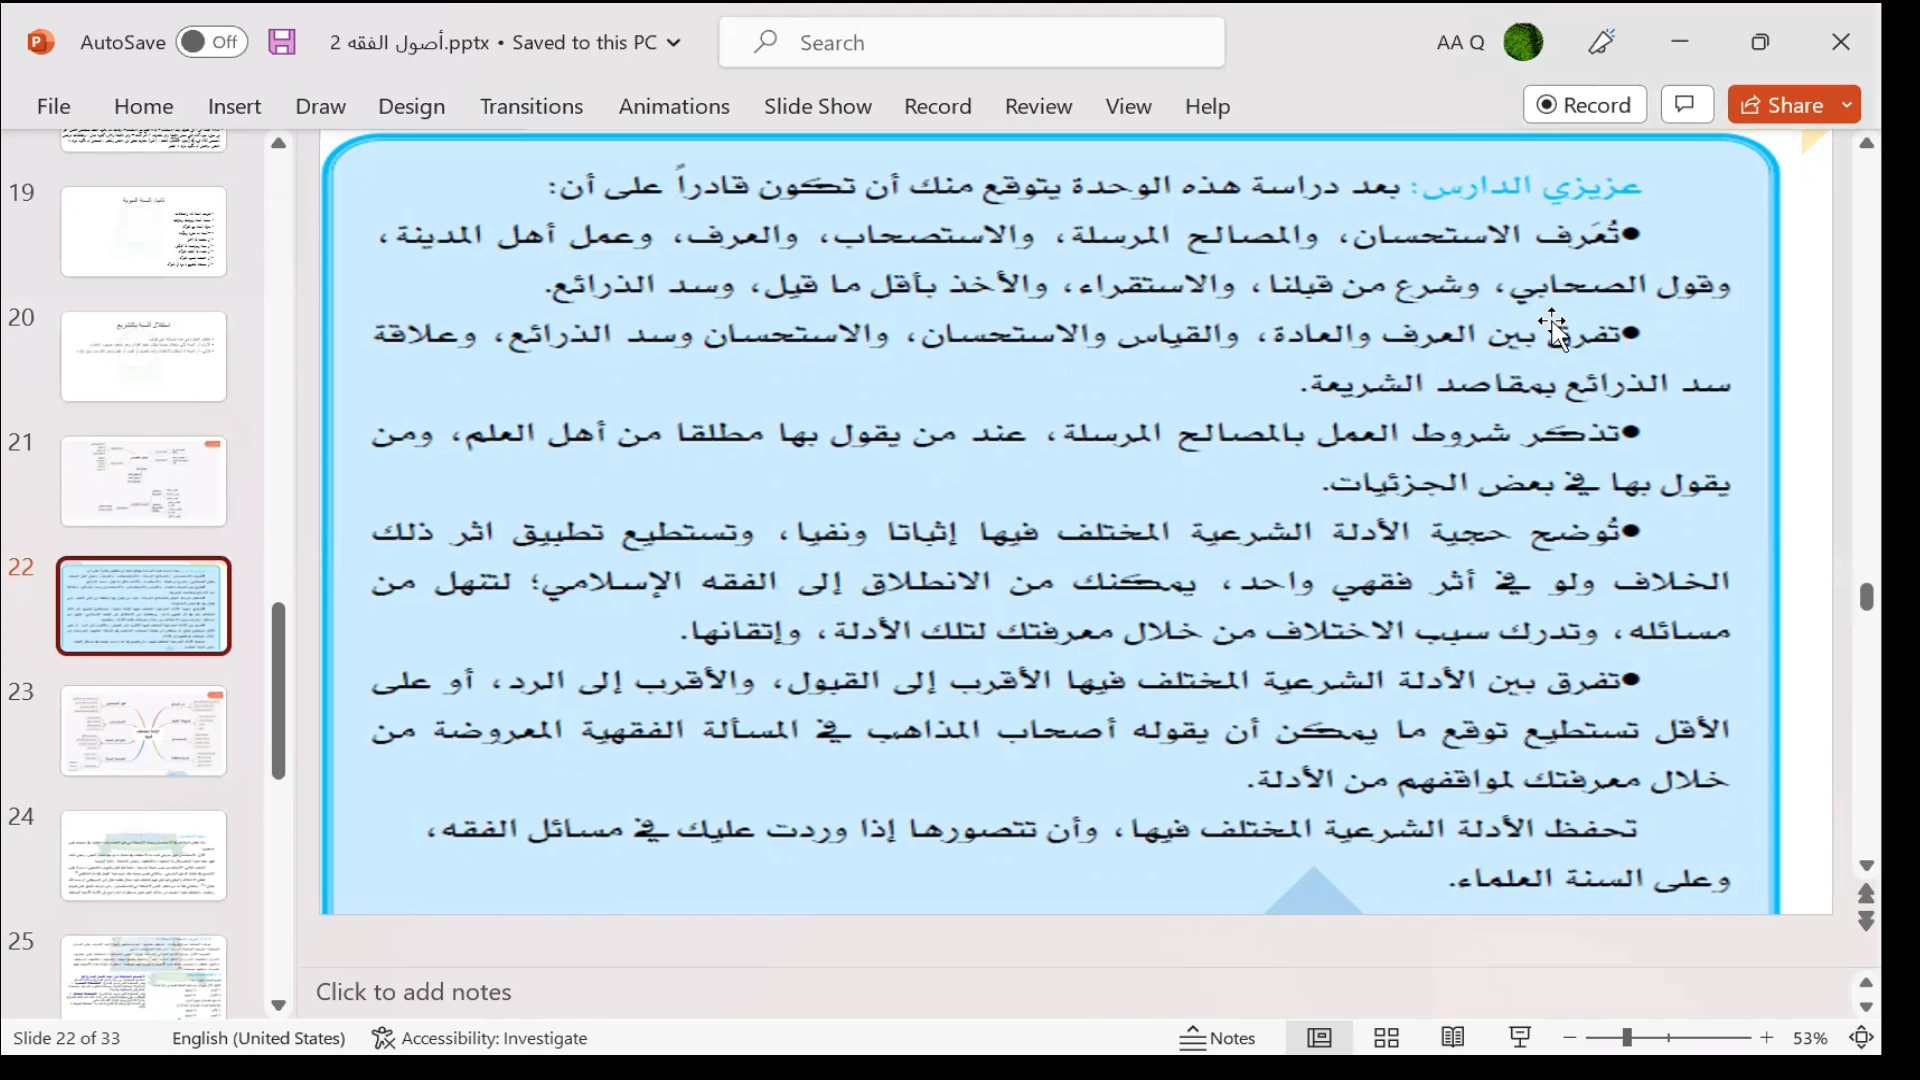 AutoSave Off أصول الفقه 2.pptx • Saved to this PC Search AA Q
File Home Insert Draw Design Transitions Animations Slide Show Record Review View Help Record Share
19
20
21
22
23
24
25
عزيزي الدارس: بعد دراسة هذه الوحدة يتوقع منك أن تكون قادراً على أن:
●تُعَرف الاستحسان، والمصالح المرسلة، والاستصحاب، والعرف، وعمل أهل المدينة،
وقول الصحابي، وشرع من قبلنا، والاستقراء، والأخذ بأقل ما قيل، وسد الذرائع.
●تفرق بين العرف والعادة، والقياس والاستحسان، والاستحسان وسد الذرائع، وعلاقة
سد الذرائع بمقاصد الشريعة.
●تذكر شروط العمل بالمصالح المرسلة، عند من يقول بها مطلقا من أهل العلم، ومن
يقول بها في بعض الجزئيات.
●تُوضح حجية الأدلة الشرعية المختلف فيها إثباتا ونفيا، وتستطيع تطبيق اثر ذلك
الخلاف ولو في أثر فقهي واحد، يمكنك من الانطلاق إلى الفقه الإسلامي؛ لتنهل من
مسائله، وتدرك سبب الاختلاف من خلال معرفتك لتلك الأدلة، وإتقانها.
●تفرق بين الأدلة الشرعية المختلف فيها الأقرب إلى القبول، والأقرب إلى الرد، أو على
الأقل تستطيع توقع ما يمكن أن يقوله أصحاب المذاهب في المسألة الفقهية المعروضة من
خلال معرفتك لمواقفهم من الأدلة.
تحفظ الأدلة الشرعية المختلف فيها، وأن تتصورها إذا وردت عليك في مسائل الفقه،
وعلى السنة العلماء.
Click to add notes
Slide 22 of 33 English (United States) Accessibility: Investigate Notes 53%